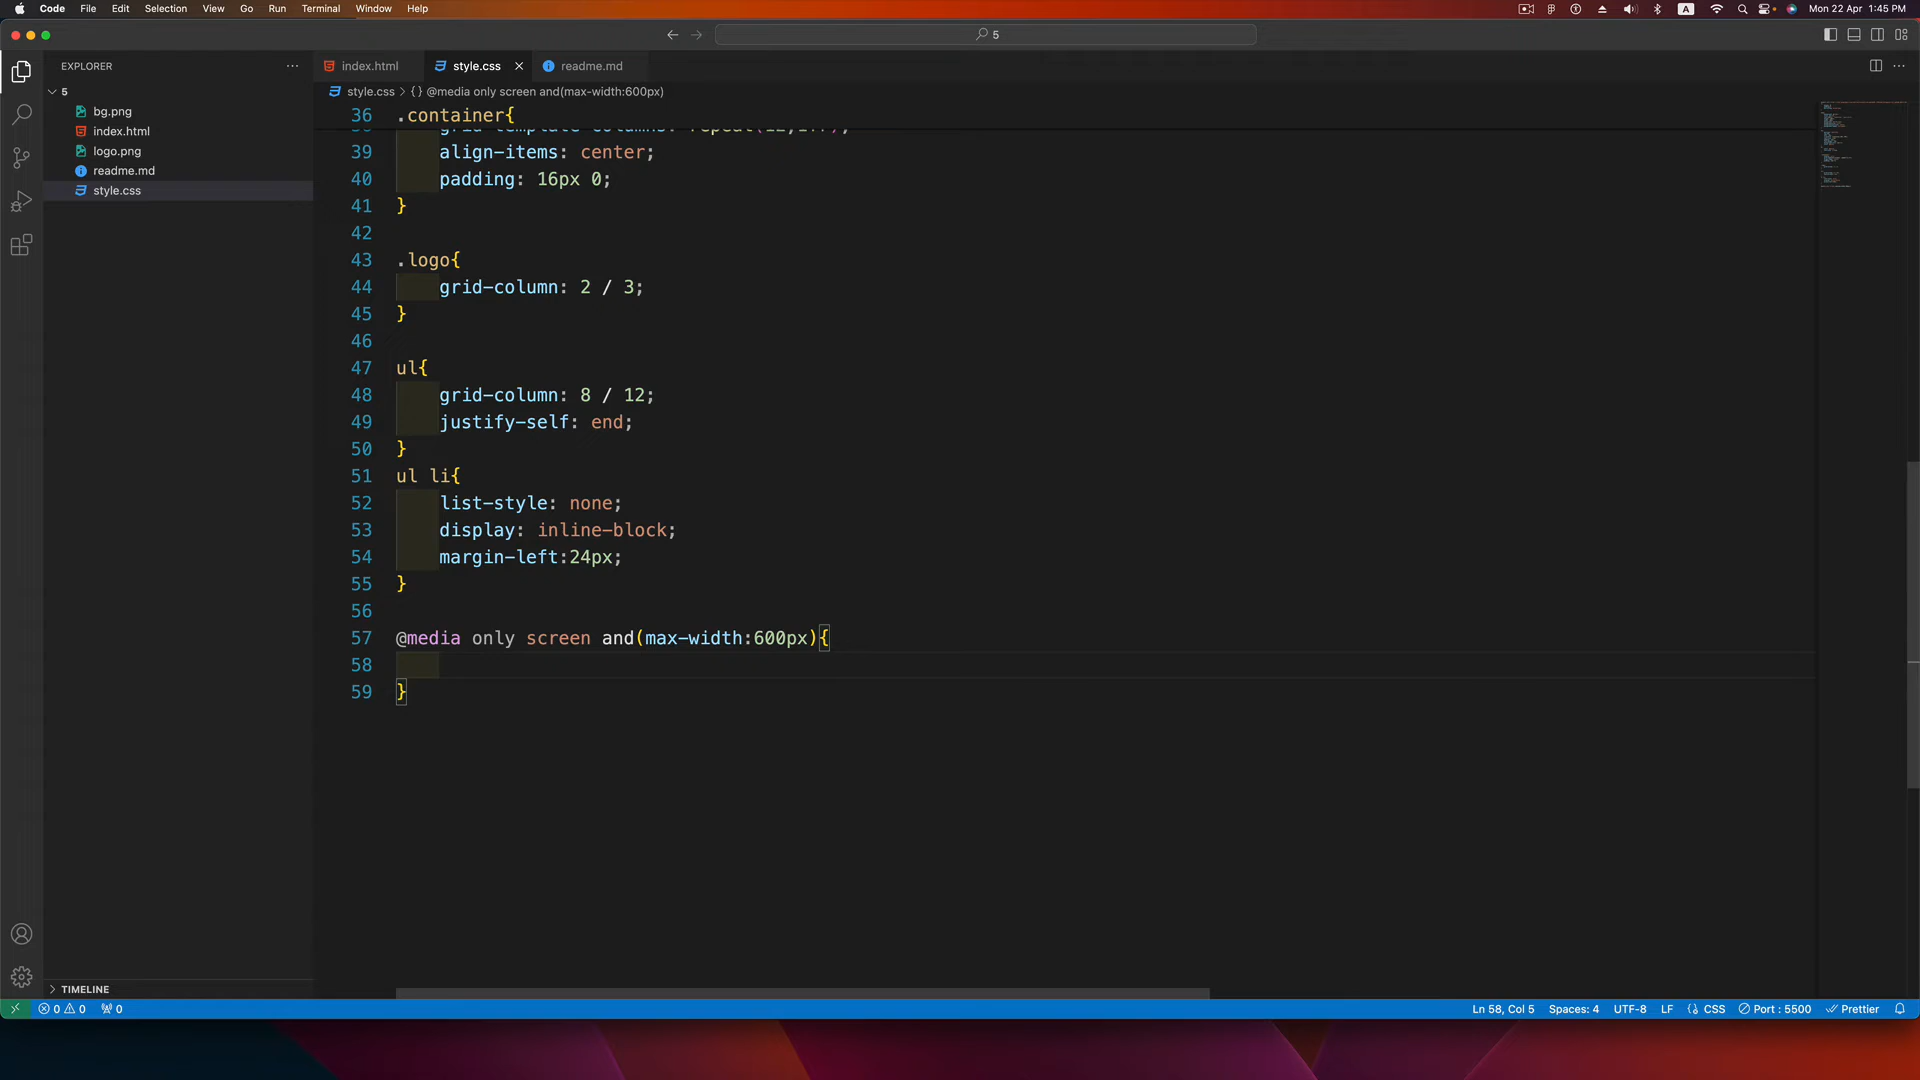 Code File Edit Selection View Go Run Terminal Window Help
A Mon 22 Apr 1:45 PM
5
EXPLORER
index.html
style.css
readme.md
5
style.css > {} @media only screen and(max-width:600px)
bg.png
index.html
logo.png
readme.md
style.css
36 .container{
39 align-items: center;
40 padding: 16px 0;
41 }
42
43 .logo{
44 grid-column: 2 / 3;
45 }
46
47 ul{
48 grid-column: 8 / 12;
49 justify-self: end;
50 }
51 ul li{
52 list-style: none;
53 display: inline-block;
54 margin-left:24px;
55 }
56
57 @media only screen and(max-width:600px){
58
59 }
TIMELINE
0 0 0
Ln 58, Col 5 Spaces: 4 UTF-8 LF {} CSS Port : 5500 Prettier